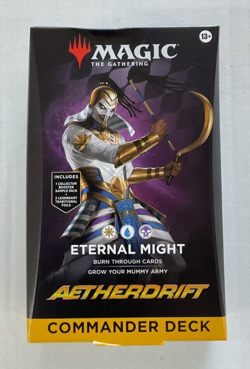 MAGIC
THE GATHERING
13+
INCLUDES
1 COLLECTOR
BOOSTER
SAMPLE PACK
2 LEGENDARY
TRADITIONAL
FOILS
ETERNAL MIGHT
BURN THROUGH CARDS
GROW YOUR MUMMY ARMY
AETHERDRIFT
COMMANDER DECK